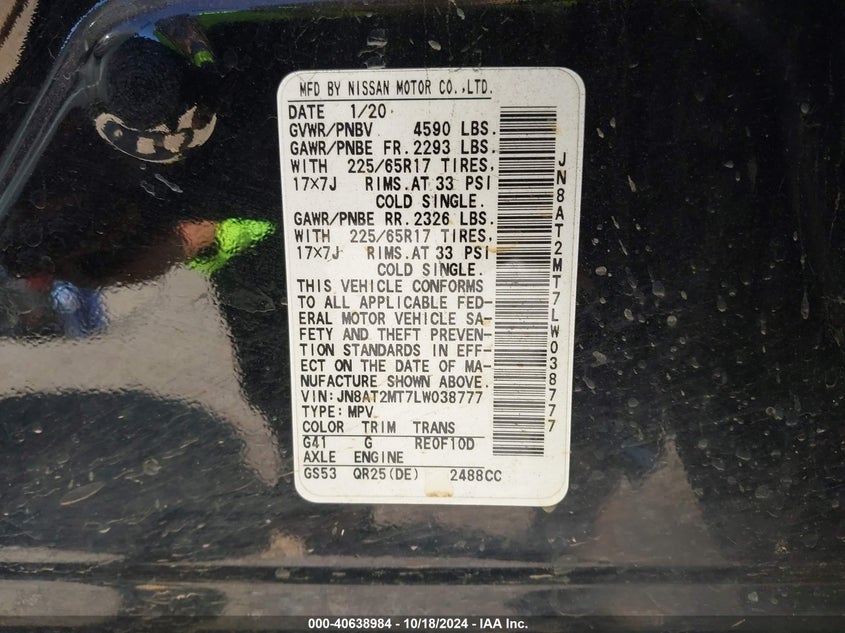 MFD BY NISSAN MOTOR CO.,LTD.
DATE 1/20
GVWR/PNBV 4590 LBS.
GAWR/PNBE FR. 2293 LBS.
WITH 225/65R17 TIRES,
17×7J RIMS. AT 33 PSI
COLD SINGLE.
GAWR/PNBE RR. 2326 LBS.
WITH 225/65R17 TIRES,
17×7J RIMS. AT 33 PSI
COLD SINGLE.
THIS VEHICLE CONFORMS
TO ALL APPLICABLE FED-
ERAL MOTOR VEHICLE SA-
FETY AND THEFT PREVEN-
TION STANDARDS IN EFF-
ECT ON THE DATE OF MA-
NUFACTURE SHOWN ABOVE.
VIN:JN8AT2MT7LW038777
TYPE:MPV
COLOR TRIM TRANS
G41 G RE0F10D
AXLE ENGINE
GS53 QR25(DE) 2488CC
JN8AT2MT7LW038777
000-40638984 - 10/18/2024 - IAA Inc.